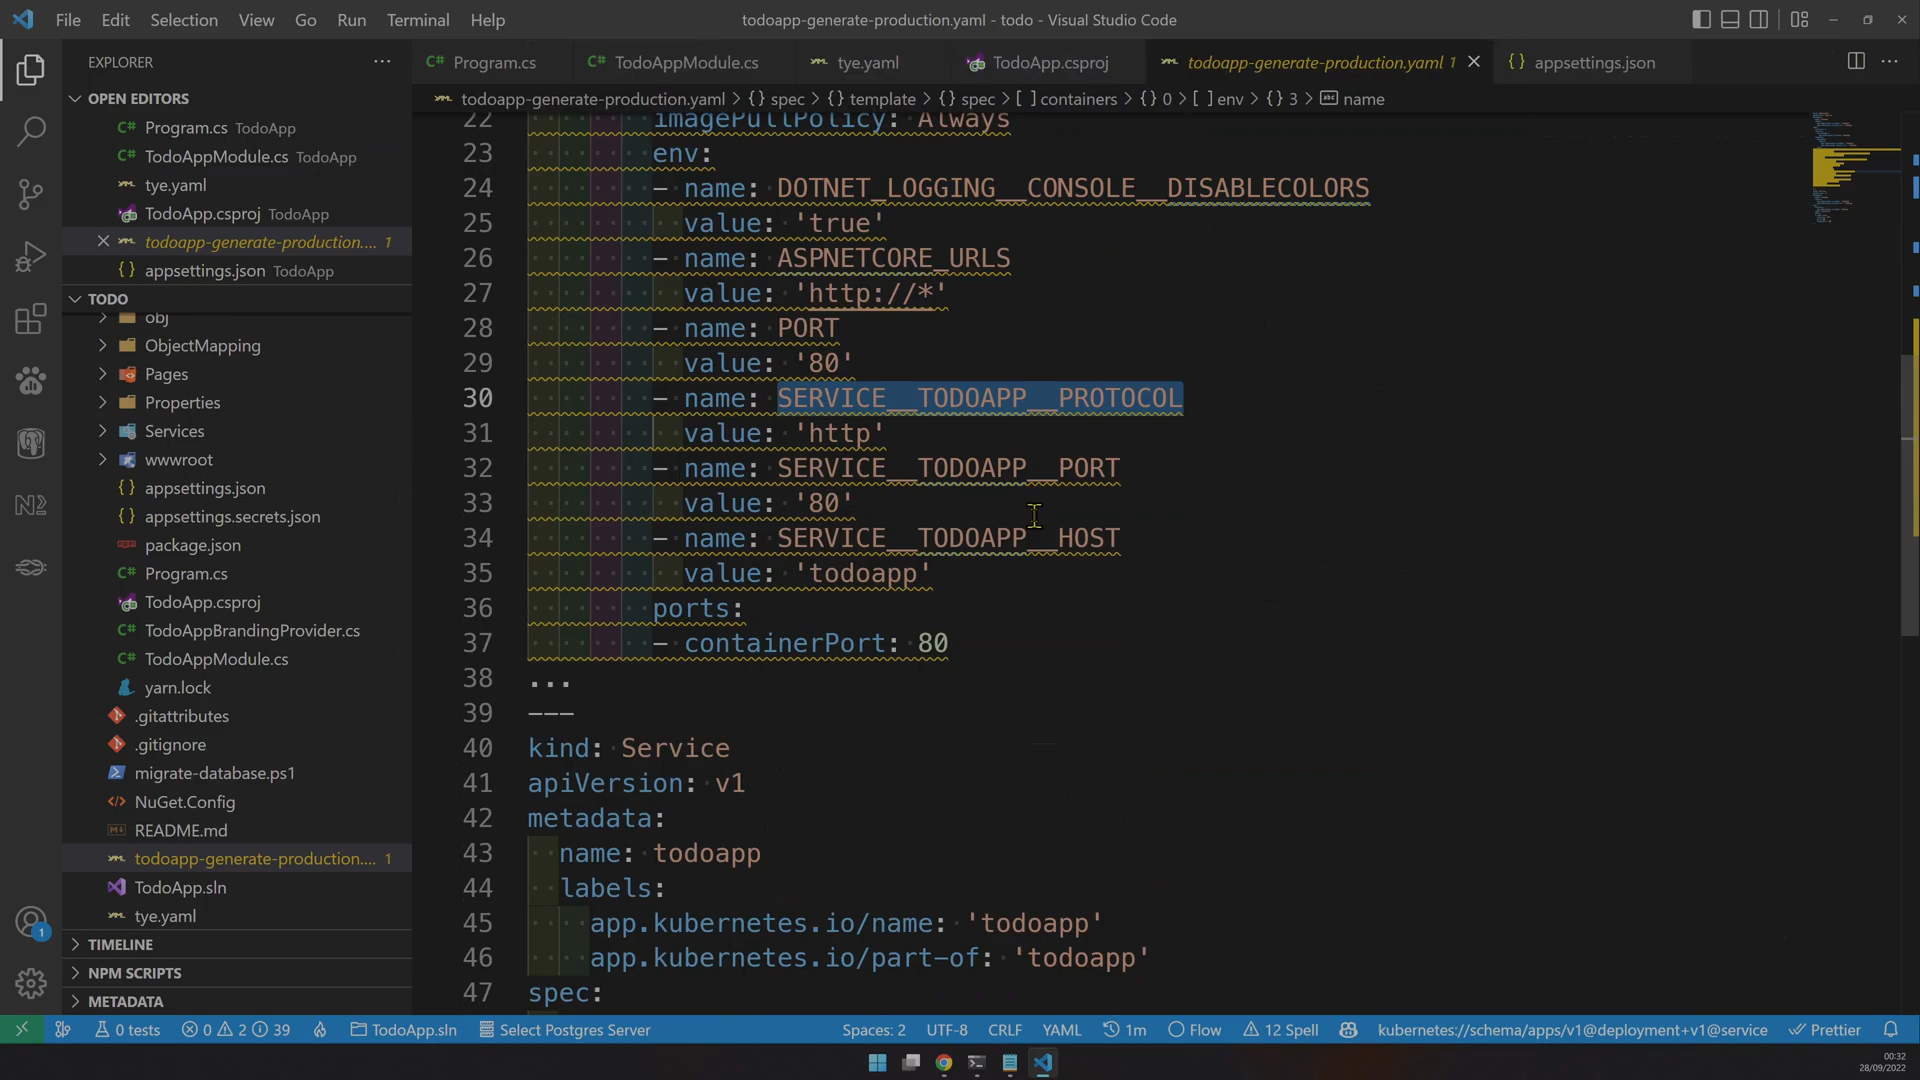 File Edit Selection View Go Run Terminal Help
todoapp-generate-production.yaml - todo - Visual Studio Code
EXPLORER
OPEN EDITORS
Program.cs TodoApp
TodoAppModule.cs TodoApp
tye.yaml
TodoApp.csproj TodoApp
todoapp-generate-production.... 1
appsettings.json TodoApp
TODO
obj
ObjectMapping
Pages
Properties
Services
wwwroot
appsettings.json
appsettings.secrets.json
package.json
Program.cs
TodoApp.csproj
TodoAppBrandingProvider.cs
TodoAppModule.cs
yarn.lock
.gitattributes
.gitignore
migrate-database.ps1
NuGet.Config
README.md
todoapp-generate-production.... 1
TodoApp.sln
tye.yaml
TIMELINE
NPM SCRIPTS
METADATA
Program.cs TodoAppModule.cs tye.yaml TodoApp.csproj todoapp-generate-production.yaml 1 appsettings.json
todoapp-generate-production.yaml > {} spec > {} template > {} spec > [ ] containers > {} 0 > [ ] env > {} 3 > abc name
22 imagePullPolicy: Always
23 env:
24 - name: DOTNET_LOGGING__CONSOLE__DISABLECOLORS
25 value: 'true'
26 - name: ASPNETCORE_URLS
27 value: 'http://*'
28 - name: PORT
29 value: '80'
30 - name: SERVICE__TODOAPP__PROTOCOL
31 value: 'http'
32 - name: SERVICE__TODOAPP__PORT
33 value: '80'
34 - name: SERVICE__TODOAPP__HOST
35 value: 'todoapp'
36 ports:
37 - containerPort: 80
38 ...
39 ---
40 kind: Service
41 apiVersion: v1
42 metadata:
43 name: todoapp
44 labels:
45 app.kubernetes.io/name: 'todoapp'
46 app.kubernetes.io/part-of: 'todoapp'
47 spec:
0 tests 0 2 39 TodoApp.sln Select Postgres Server Spaces: 2 UTF-8 CRLF YAML 1m Flow 12 Spell kubernetes://schema/apps/v1@deployment+v1@service Prettier
00:32
28/09/2022